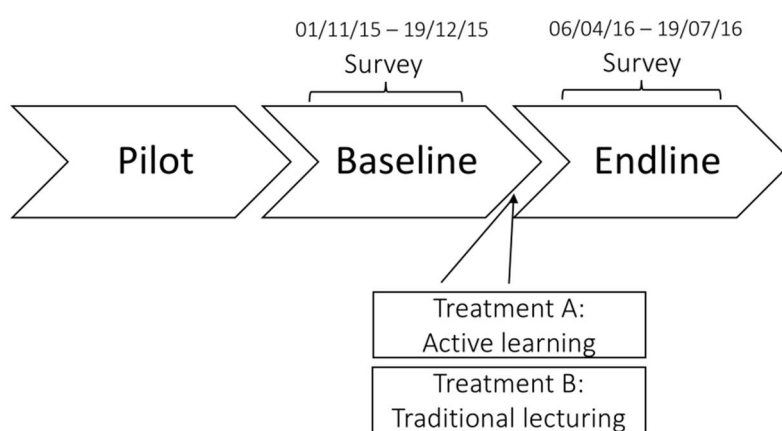 01/11/15 – 19/12/15
Survey
06/04/16 – 19/07/16
Survey
Pilot
Baseline
Endline
Treatment A:
Active learning
Treatment B:
Traditional lecturing